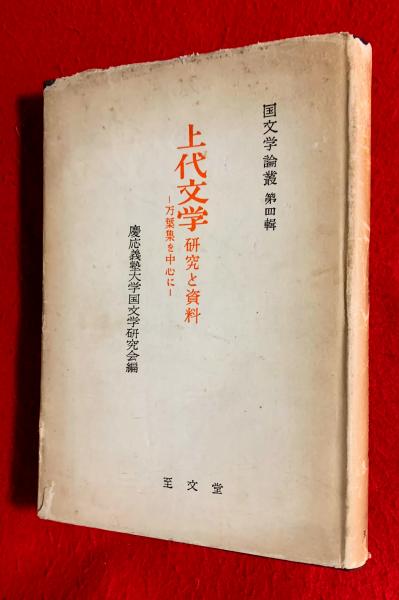 国文学論叢 第四輯
上代文学 研究と資料
―万葉集を中心に―
慶応義塾大学国文学研究会編
至文堂